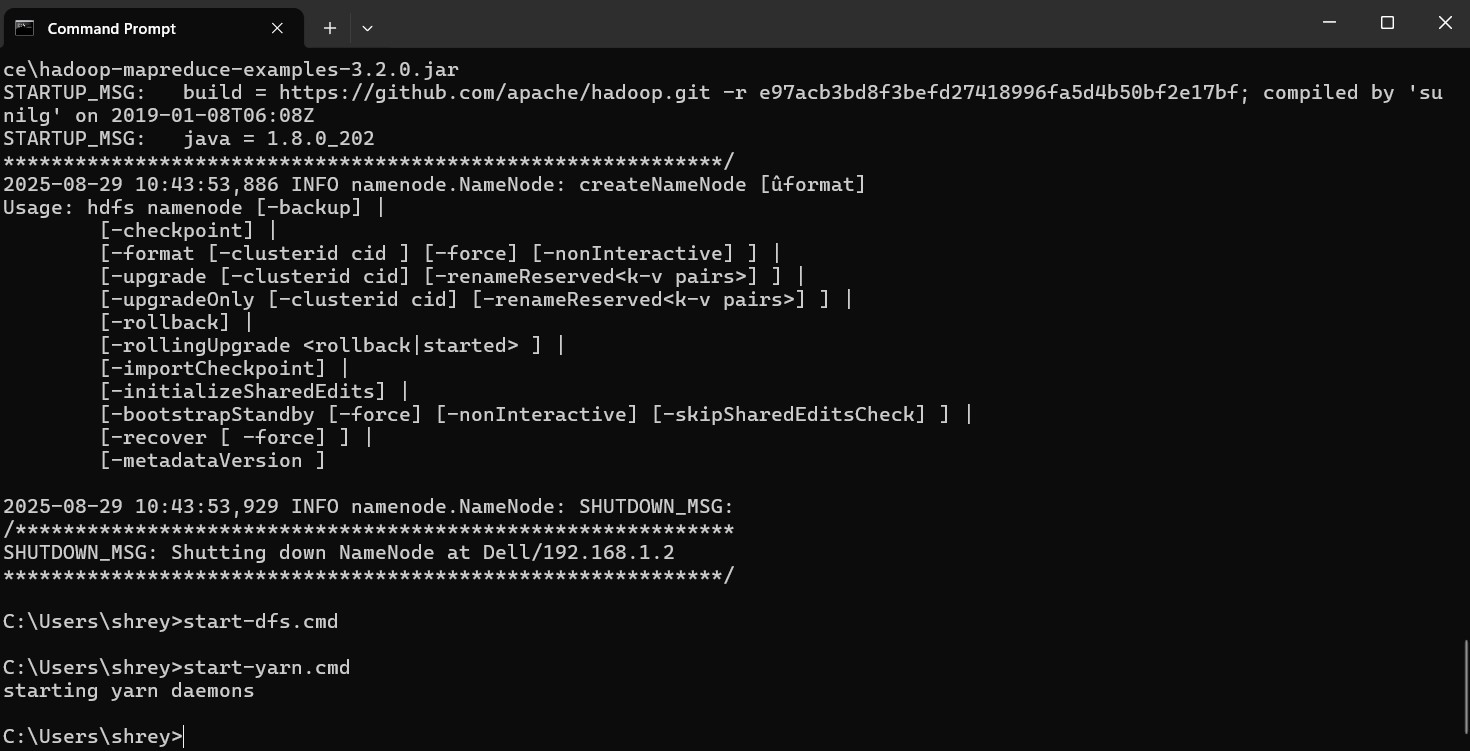 Command Prompt
ce\hadoop-mapreduce-examples-3.2.0.jar
STARTUP_MSG:   build = https://github.com/apache/hadoop.git -r e97acb3bd8f3befd27418996fa5d4b50bf2e17bf; compiled by 'su
nilg' on 2019-01-08T06:08Z
STARTUP_MSG:   java = 1.8.0_202
************************************************************/
2025-08-29 10:43:53,886 INFO namenode.NameNode: createNameNode [ûformat]
Usage: hdfs namenode [-backup] |
        [-checkpoint] |
        [-format [-clusterid cid ] [-force] [-nonInteractive] ] |
        [-upgrade [-clusterid cid] [-renameReserved<k-v pairs>] ] |
        [-upgradeOnly [-clusterid cid] [-renameReserved<k-v pairs>] ] |
        [-rollback] |
        [-rollingUpgrade <rollback|started> ] |
        [-importCheckpoint] |
        [-initializeSharedEdits] |
        [-bootstrapStandby [-force] [-nonInteractive] [-skipSharedEditsCheck] ] |
        [-recover [ -force] ] |
        [-metadataVersion ]
2025-08-29 10:43:53,929 INFO namenode.NameNode: SHUTDOWN_MSG:
/************************************************************
SHUTDOWN_MSG: Shutting down NameNode at Dell/192.168.1.2
************************************************************/
C:\Users\shrey>start-dfs.cmd
C:\Users\shrey>start-yarn.cmd
starting yarn daemons
C:\Users\shrey>